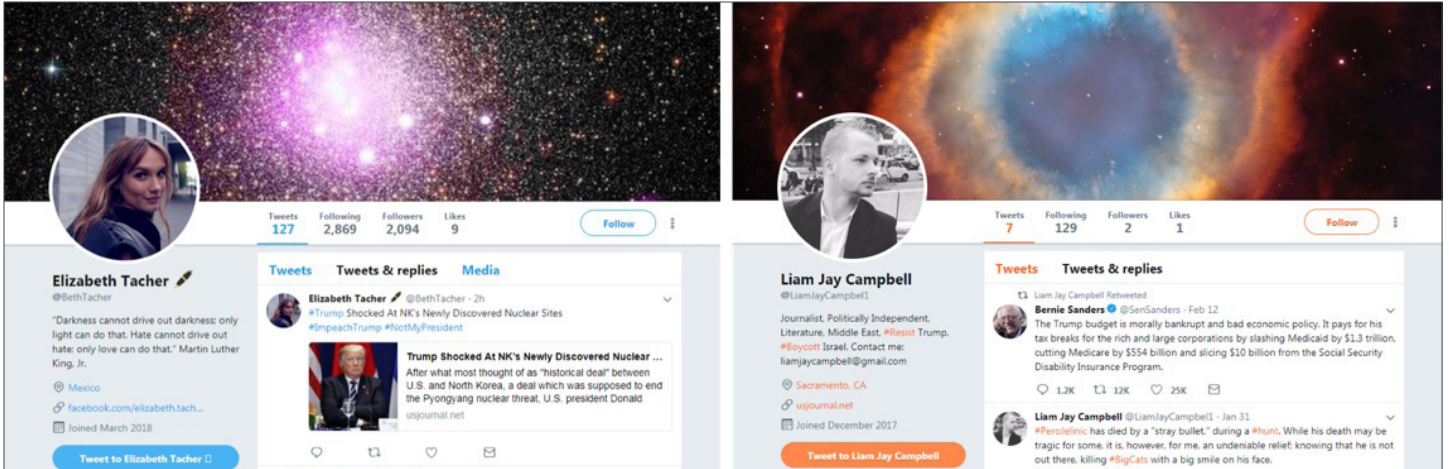 Tweets Following Followers Likes
127 2,869 2,094 9
Follow
Elizabeth Tacher
@BethTacher
"Darkness cannot drive out darkness: only
light can do that. Hate cannot drive out
hate: only love can do that." Martin Luther
King, Jr.
Mexico
facebook.com/elizabeth.tach...
Joined March 2018
Tweet to Elizabeth Tacher
Tweets Tweets & replies Media
Elizabeth Tacher @BethTacher · 2h
#Trump Shocked At NK's Newly Discovered Nuclear Sites
#ImpeachTrump #NotMyPresident
Trump Shocked At NK's Newly Discovered Nuclear ...
After what most thought of as "historical deal" between
U.S. and North Korea, a deal which was supposed to end
the Pyongyang nuclear threat, U.S. president Donald
usjournal.net
Tweets Following Followers Likes
7 129 2 1
Follow
Liam Jay Campbell
@LiamJayCampbel1
Journalist, Politically Independent,
Literature, Middle East, #Resist Trump,
#Boycott Israel. Contact me:
liamjaycampbell@gmail.com
Sacramento, CA
usjournal.net
Joined December 2017
Tweet to Liam Jay Campbell
Tweets Tweets & replies
Liam Jay Campbell Retweeted
Bernie Sanders @SenSanders · Feb 12
The Trump budget is morally bankrupt and bad economic policy. It pays for his
tax breaks for the rich and large corporations by slashing Medicaid by $1.3 trillion,
cutting Medicare by $554 billion and slicing $10 billion from the Social Security
Disability Insurance Program.
1.2K 12K 25K
Liam Jay Campbell @LiamJayCampbel1 · Jan 31
#PeroJelinic has died by a "stray bullet," during a #hunt. While his death may be
tragic for some, it is, however, for me, an undeniable relief; knowing that he is not
out there, killing #BigCats with a big smile on his face.